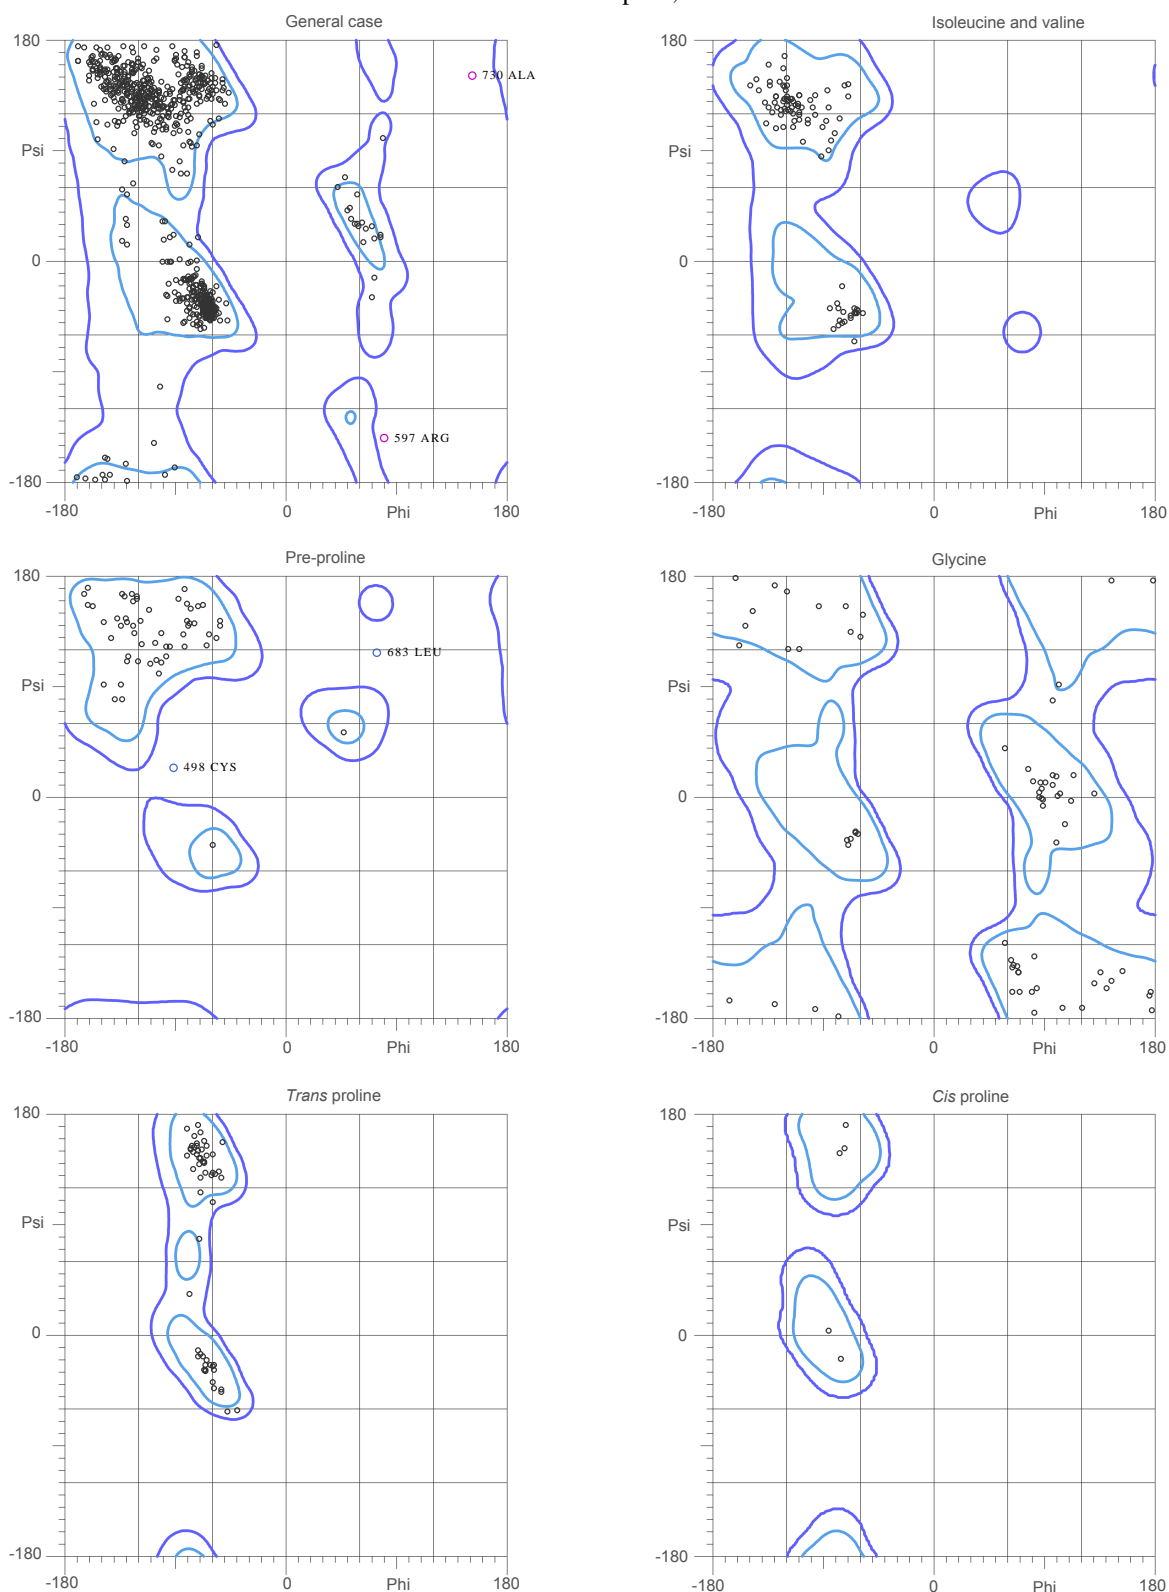 General case
Isoleucine and valine
180
730 ALA
180
Psi
Psi
0
0
597 ARG
-180
-180
-180
0
Phi
180
-180
0
Phi
180
Pre-proline
Glycine
180
683 LEU
180
Psi
Psi
498 CYS
0
0
-180
-180
-180
0
Phi
180
-180
0
Phi
180
Trans proline
Cis proline
180
180
Psi
Psi
0
0
-180
-180
-180
0
Phi
180
-180
0
Phi
180